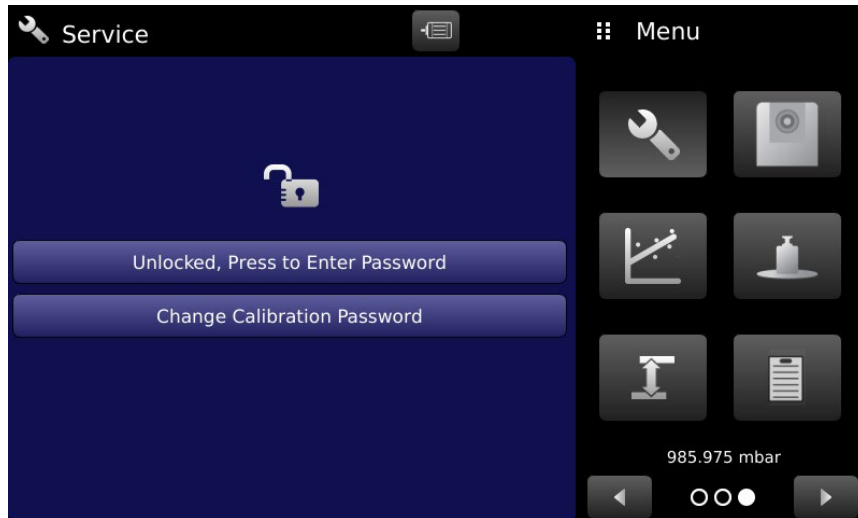 Service
Menu
Unlocked, Press to Enter Password
Change Calibration Password
985.975 mbar